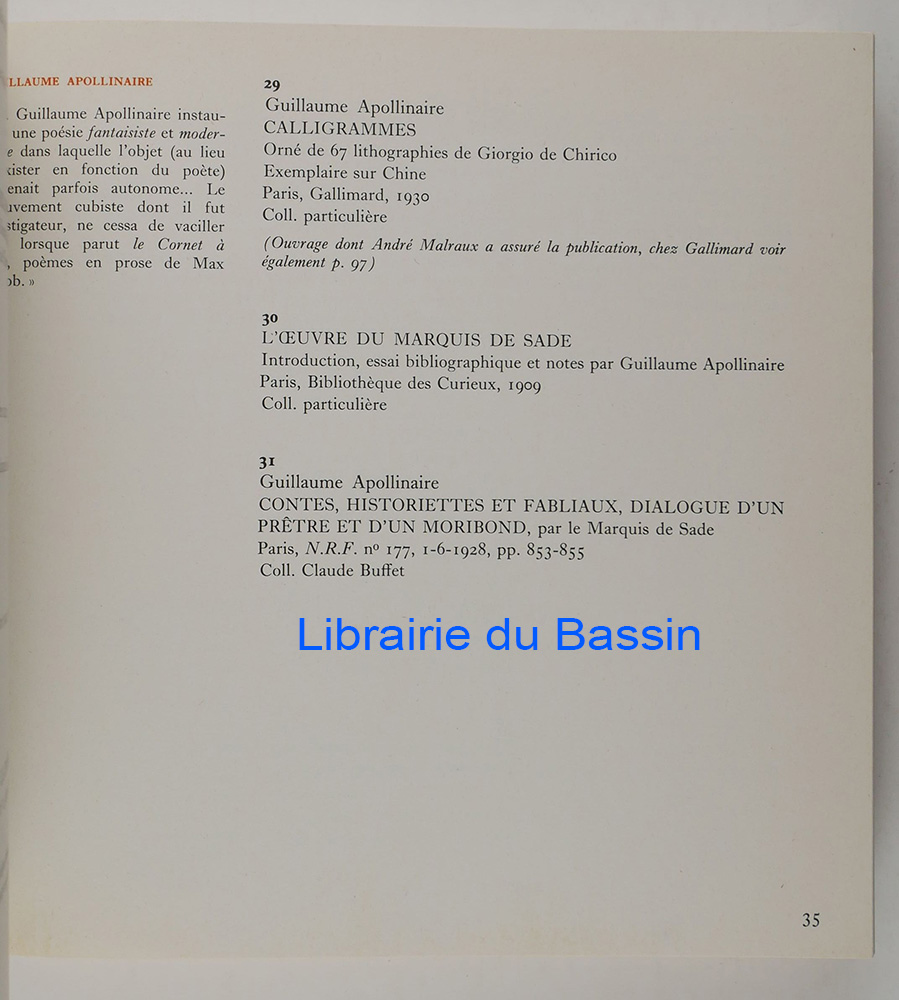 LLAUME APOLLINAIRE
Guillaume Apollinaire instau-
une poésie fantaisiste et moder-
e dans laquelle l'objet (au lieu
ister en fonction du poète)
enait parfois autonome... Le
vement cubiste dont il fut
stigateur, ne cessa de vaciller
lorsque parut le Cornet à
, poèmes en prose de Max
ob. »
29
Guillaume Apollinaire
CALLIGRAMMES
Orné de 67 lithographies de Giorgio de Chirico
Exemplaire sur Chine
Paris, Gallimard, 1930
Coll. particulière
(Ouvrage dont André Malraux a assuré la publication, chez Gallimard voir
également p. 97)
30
L'ŒUVRE DU MARQUIS DE SADE
Introduction, essai bibliographique et notes par Guillaume Apollinaire
Paris, Bibliothèque des Curieux, 1909
Coll. particulière
31
Guillaume Apollinaire
CONTES, HISTORIETTES ET FABLIAUX, DIALOGUE D'UN
PRÊTRE ET D'UN MORIBOND, par le Marquis de Sade
Paris, N.R.F. nº 177, 1-6-1928, pp. 853-855
Coll. Claude Buffet
Librairie du Bassin
35